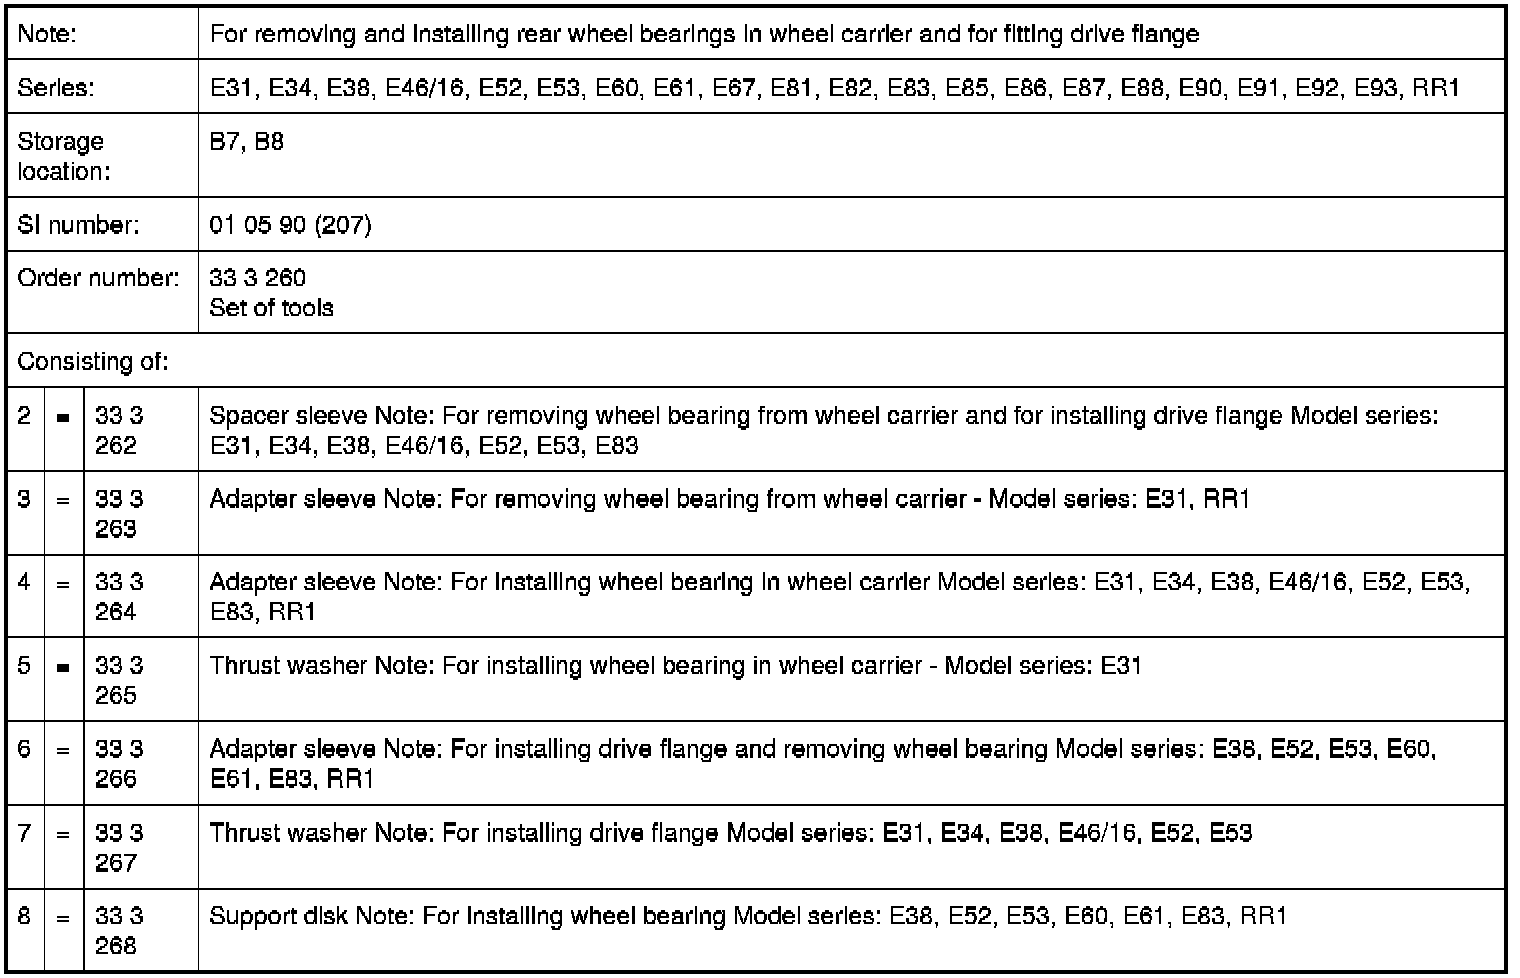 Note: For removing and installing rear wheel bearings in wheel carrier and for fitting drive flange
Series: E31, E34, E38, E46/16, E52, E53, E60, E61, E67, E81, E82, E83, E85, E86, E87, E88, E90, E91, E92, E93, RR1
Storage B7, B8
location:
SI number: 01 05 90 (207)
Order number: 33 3 260
Set of tools
Consisting of:
2 = 33 3 Spacer sleeve Note: For removing wheel bearing from wheel carrier and for installing drive flange Model series:
262 E31, E34, E38, E46/16, E52, E53, E83
3 = 33 3 Adapter sleeve Note: For removing wheel bearing from wheel carrier - Model series: E31, RR1
263
4 = 33 3 Adapter sleeve Note: For installing wheel bearing in wheel carrier Model series: E31, E34, E38, E46/16, E52, E53,
264 E83, RR1
5 = 33 3 Thrust washer Note: For installing wheel bearing in wheel carrier - Model series: E31
265
6 = 33 3 Adapter sleeve Note: For installing drive flange and removing wheel bearing Model series: E38, E52, E53, E60,
266 E61, E83, RR1
7 = 33 3 Thrust washer Note: For installing drive flange Model series: E31, E34, E38, E46/16, E52, E53
267
8 = 33 3 Support disk Note: For installing wheel bearing Model series: E38, E52, E53, E60, E61, E83, RR1
268